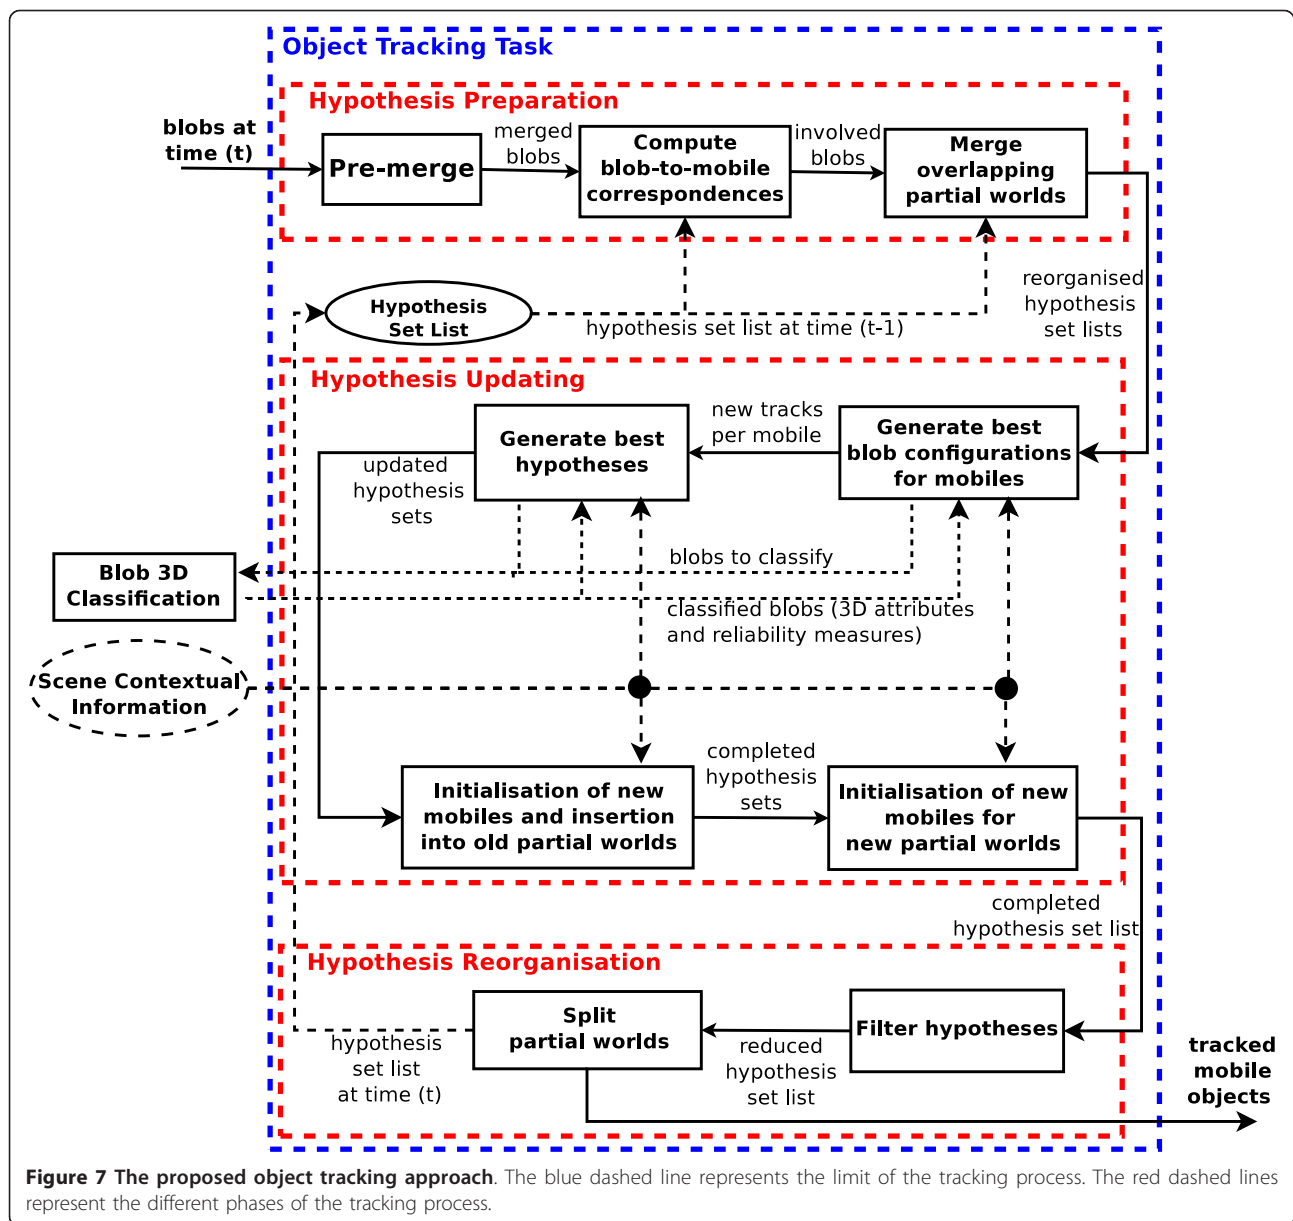 Object Tracking Task
Hypothesis Preparation
blobs at
time (t)
Pre-merge
merged
blobs
Compute
blob-to-mobile
correspondences
involved
blobs
Merge
overlapping
partial worlds
Hypothesis
Set List
hypothesis set list at time (t-1)
reorganised
hypothesis
set lists
Hypothesis Updating
Generate best
hypotheses
new tracks
per mobile
Generate best
blob configurations
for mobiles
updated
hypothesis
sets
blobs to classify
Blob 3D
Classification
classified blobs (3D attributes
and reliability measures)
Scene Contextual
Information
Initialisation of new
mobiles and insertion
into old partial worlds
completed
hypothesis
sets
Initialisation of new
mobiles for
new partial worlds
completed
hypothesis set list
Hypothesis Reorganisation
Split
partial worlds
Filter hypotheses
hypothesis
set list
at time (t)
reduced
hypothesis
set list
tracked
mobile
objects
Figure 7 The proposed object tracking approach. The blue dashed line represents the limit of the tracking process. The red dashed lines
represent the different phases of the tracking process.